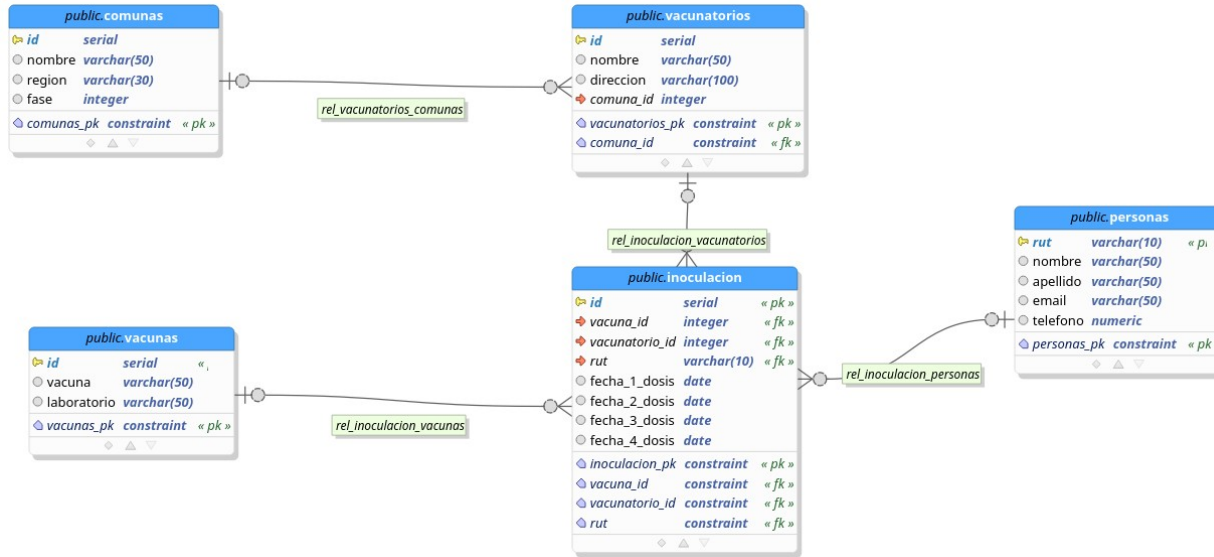 public.comunas
id serial
nombre varchar(50)
region varchar(30)
fase integer
comunas_pk constraint « pk »
rel_vacunatorios_comunas
public.vacunatorios
id serial
nombre varchar(50)
direccion varchar(100)
comuna_id integer
vacunatorios_pk constraint « pk »
comuna_id constraint « fk »
rel_inoculacion_vacunatorios
public.personas
rut varchar(10)
nombre varchar(50)
apellido varchar(50)
email varchar(50)
telefono numeric
personas_pk constraint « pk
public.inoculacion
id serial « pk »
vacuna_id integer « fk »
vacunatorio_id integer « fk »
rut varchar(10) « fk »
fecha_1_dosis date
fecha_2_dosis date
fecha_3_dosis date
fecha_4_dosis date
inoculacion_pk constraint « pk »
vacuna_id constraint « fk »
vacunatorio_id constraint « fk »
rut constraint « fk »
rel_inoculacion_personas
public.vacunas
id serial
vacuna varchar(50)
laboratorio varchar(50)
vacunas_pk constraint « pk »
rel_inoculacion_vacunas